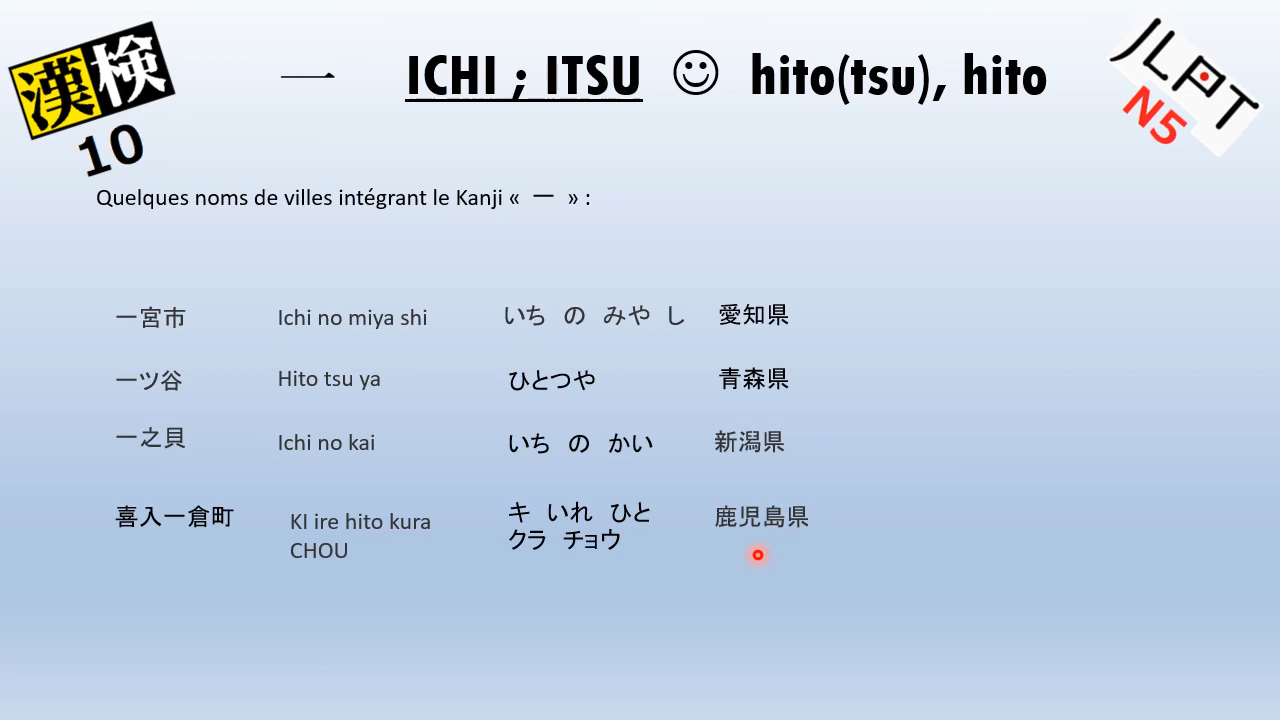 漢検
10
一 ICHI ; ITSU ☺ hito(tsu), hito
JLPT
N5
Quelques noms de villes intégrant le Kanji « 一 » :
一宮市 Ichi no miya shi いち の みや し 愛知県
一ツ谷 Hito tsu ya ひとつや 青森県
一之貝 Ichi no kai いち の かい 新潟県
喜入一倉町 KI ire hito kura CHOU キ いれ ひと クラ チョウ 鹿児島県